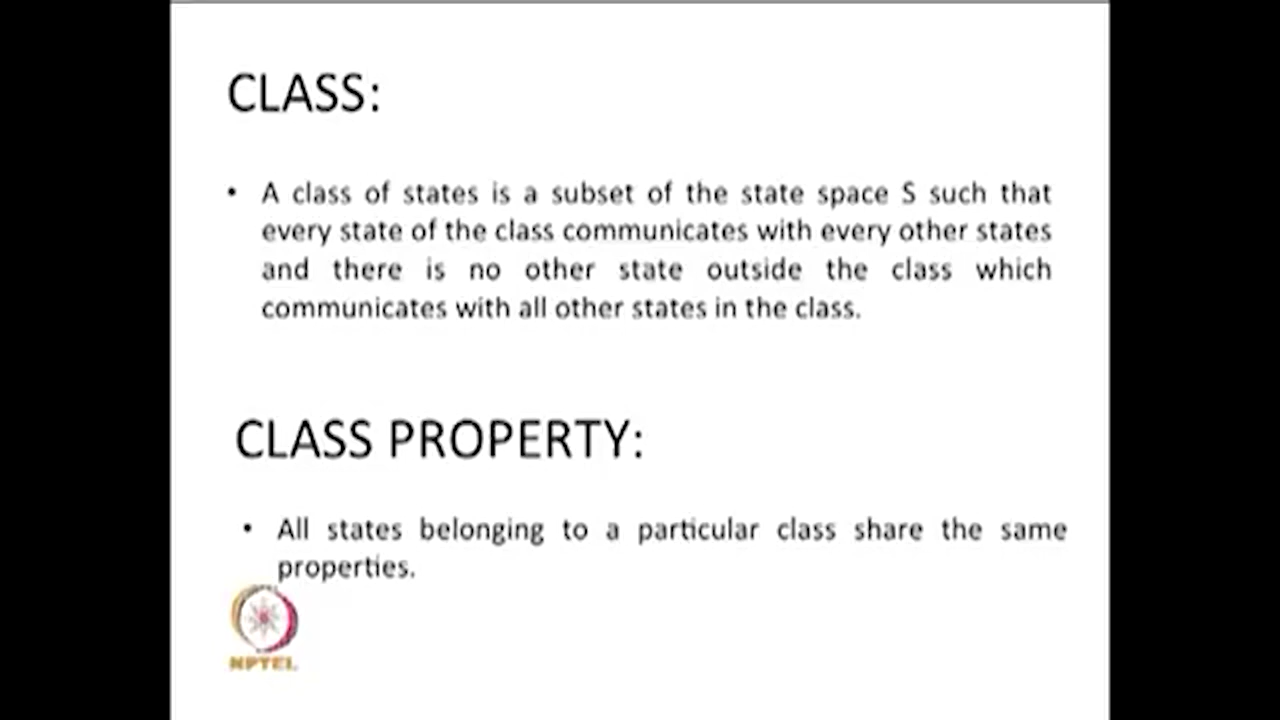 CLASS:
• A class of states is a subset of the state space S such that
every state of the class communicates with every other states
and there is no other state outside the class which
communicates with all other states in the class.
CLASS PROPERTY:
• All states belonging to a particular class share the same
properties.
NPTEL